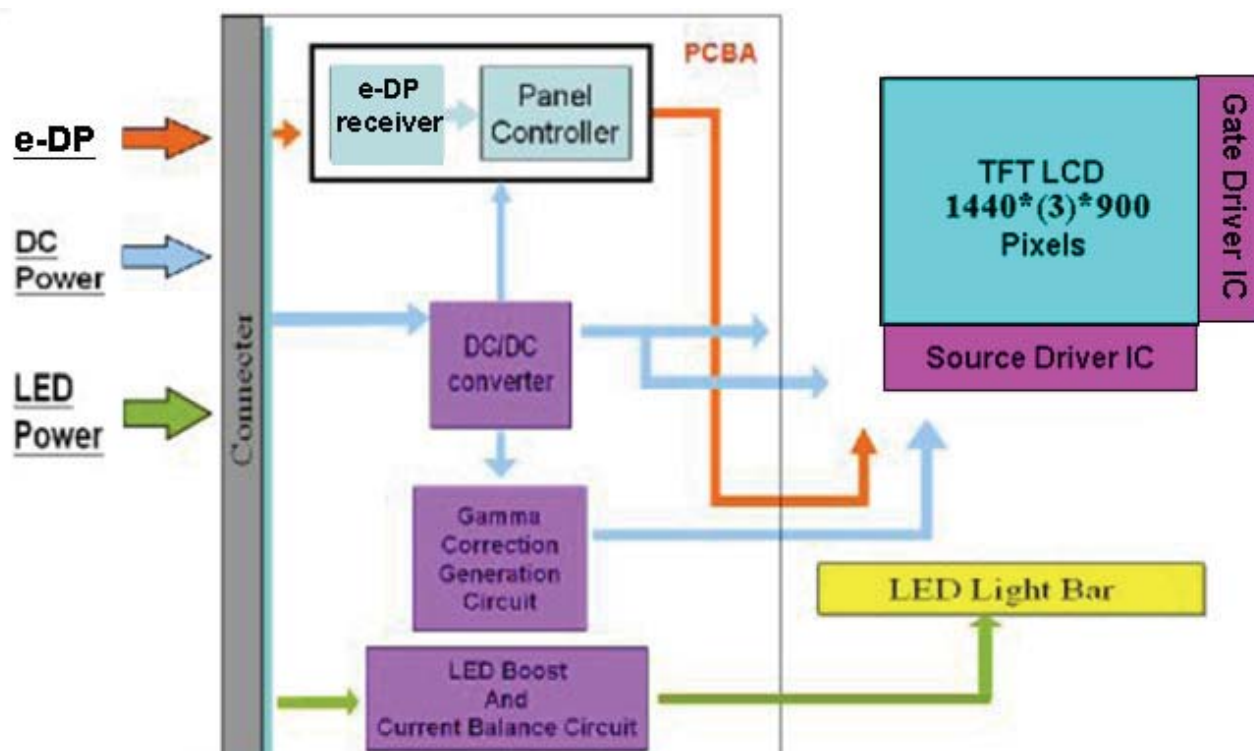 PCBA
e-DP
receiver
Panel
Controller
e-DP
DC
Power
LED
Power
Connecter
DC/DC
converter
Gamma
Correction
Generation
Circuit
LED Boost
And
Current Balance Circuit
TFT LCD
1440*(3)*900
Pixels
Gate Driver IC
Source Driver IC
LED Light Bar